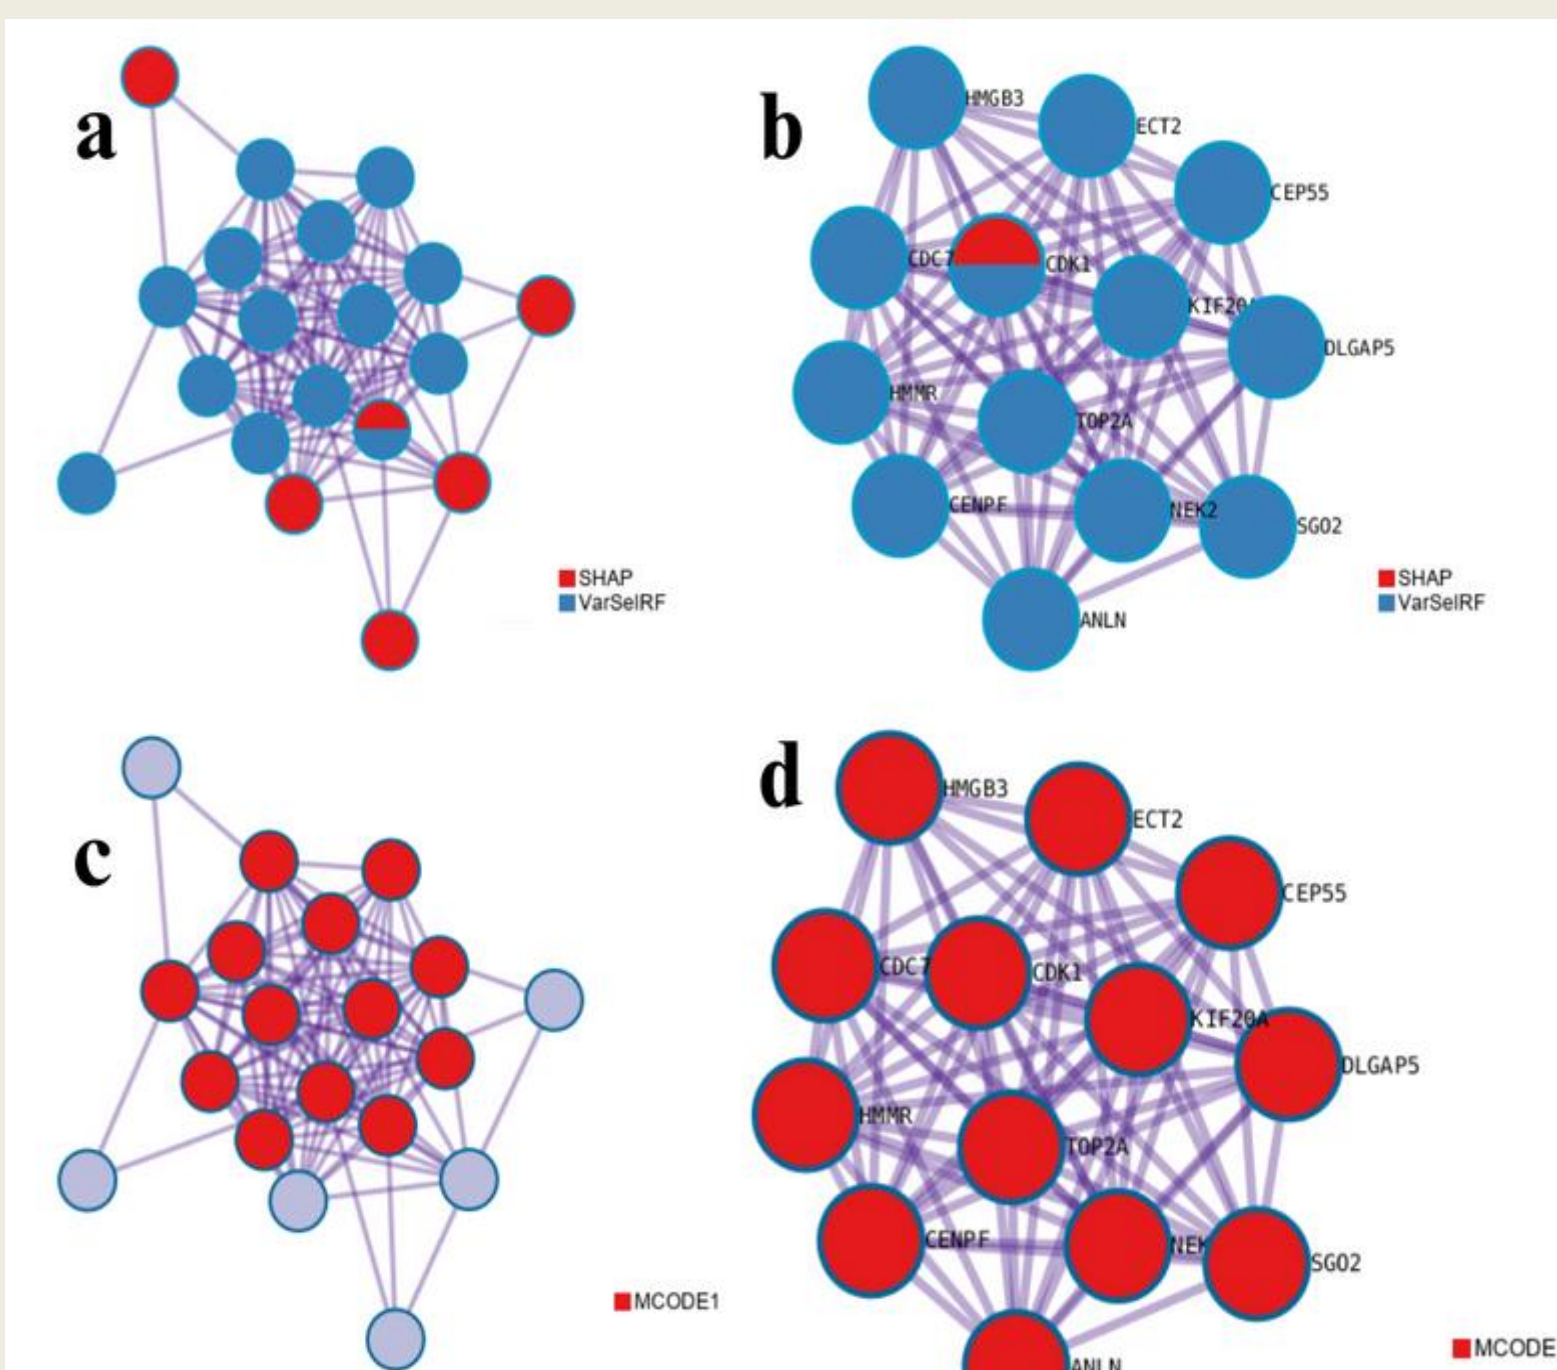 a
SHAP
VarSelRF
b
HMGB3
ECT2
CEP55
CDC7
CDK1
KIF20A
DLGAP5
HMMR
TOP2A
CENPF
NEK2
SGO2
ANLN
SHAP
VarSelRF
c
MCODE1
d
HMGB3
ECT2
CEP55
CDC7
CDK1
KIF20A
DLGAP5
HMMR
TOP2A
CENPF
NEK
SGO2
ANLN
MCODE